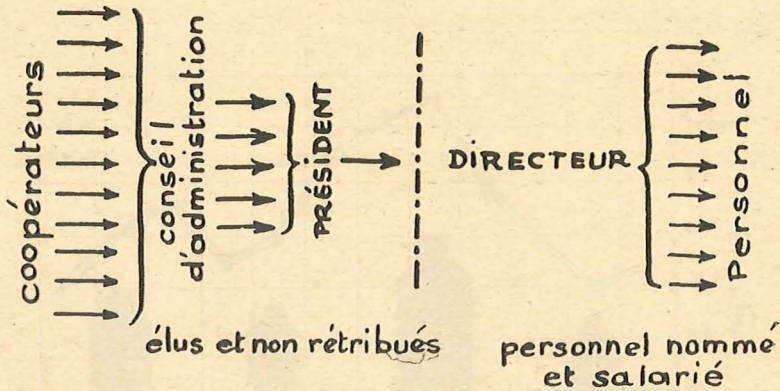 coopérateurs
conseil
d'administration
PRÉSIDENT
DIRECTEUR
Personnel
élus et non rétribués
personnel nommé
et salarié